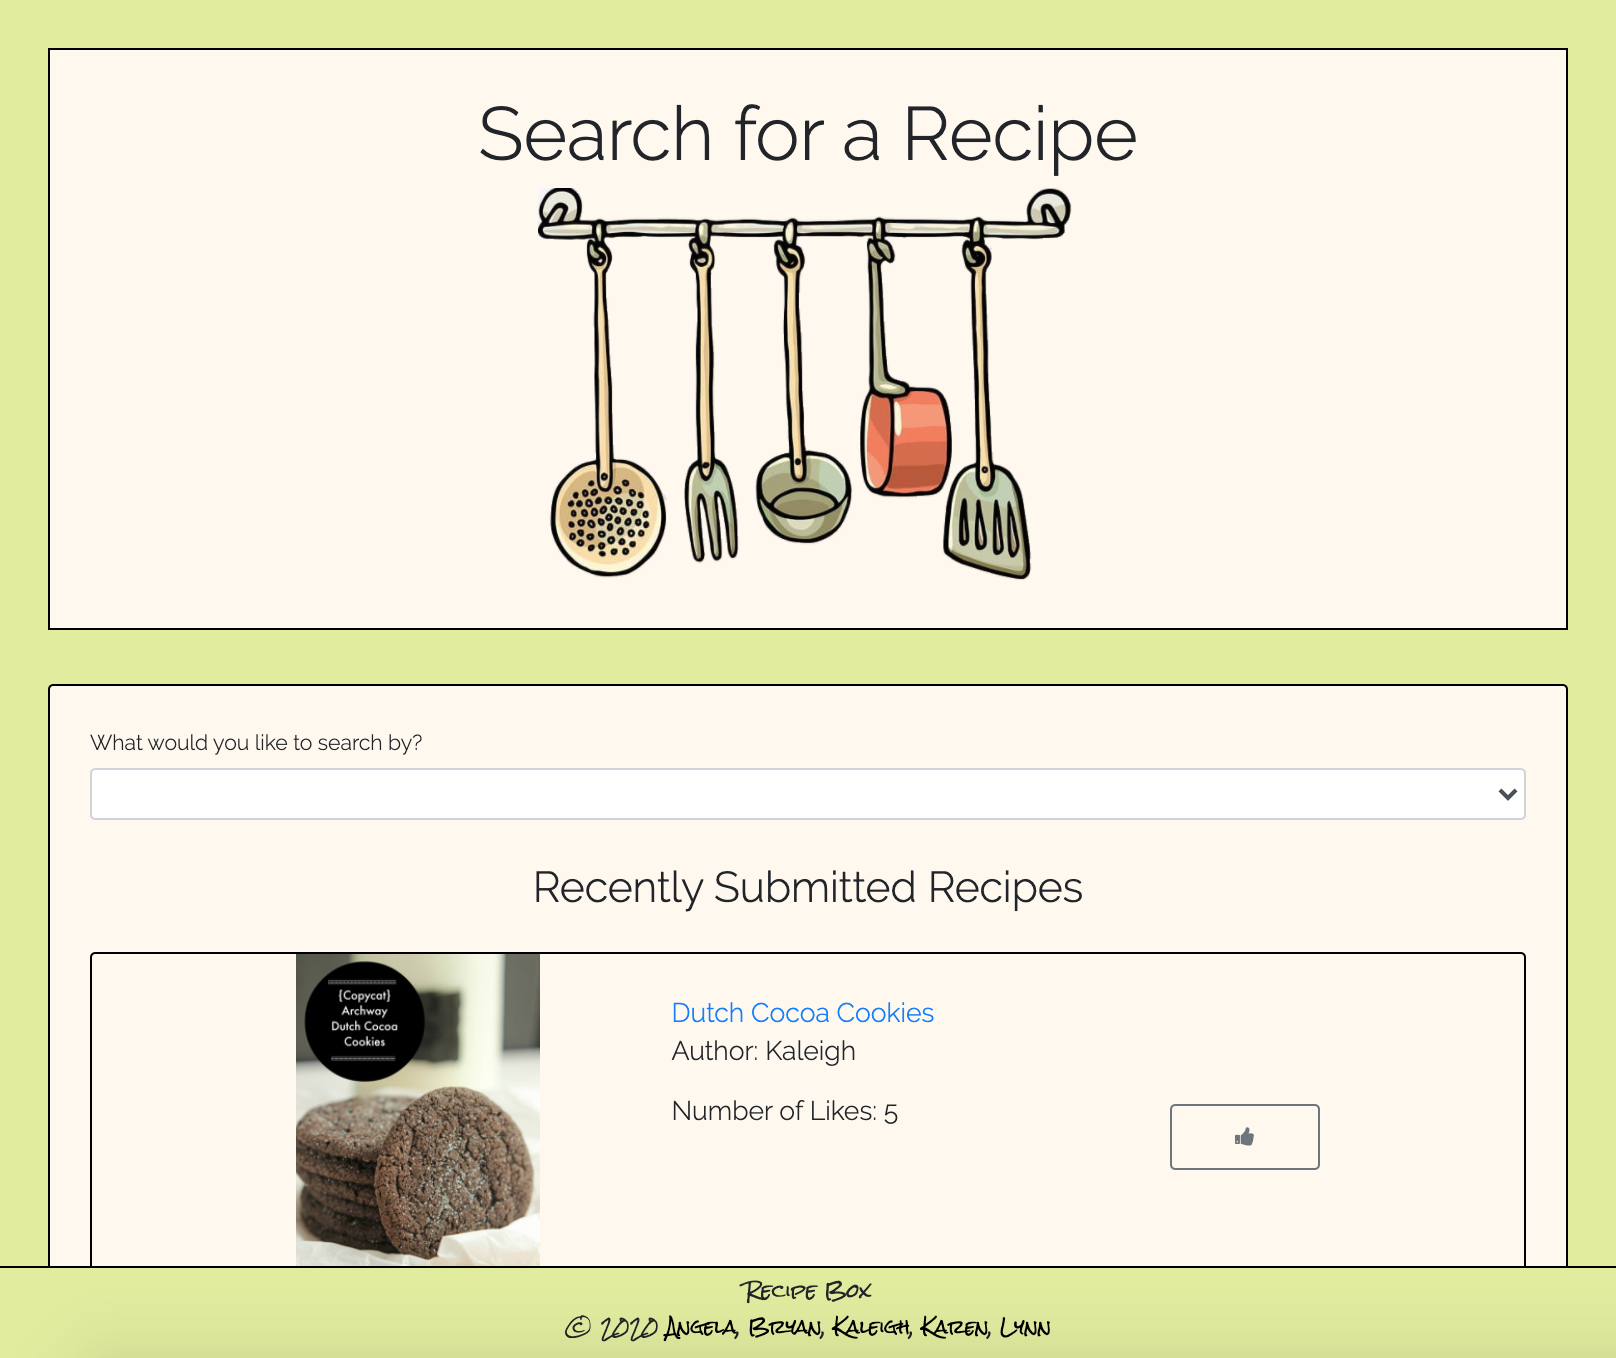 Search for a Recipe
What would you like to search by?
Recently Submitted Recipes
{Copycat}
Archway
Dutch Cocoa
Cookies
Dutch Cocoa Cookies
Author: Kaleigh
Number of Likes: 5
Recipe Box
© 2020 Angela, Bryan, Kaleigh, Karen, Lynn